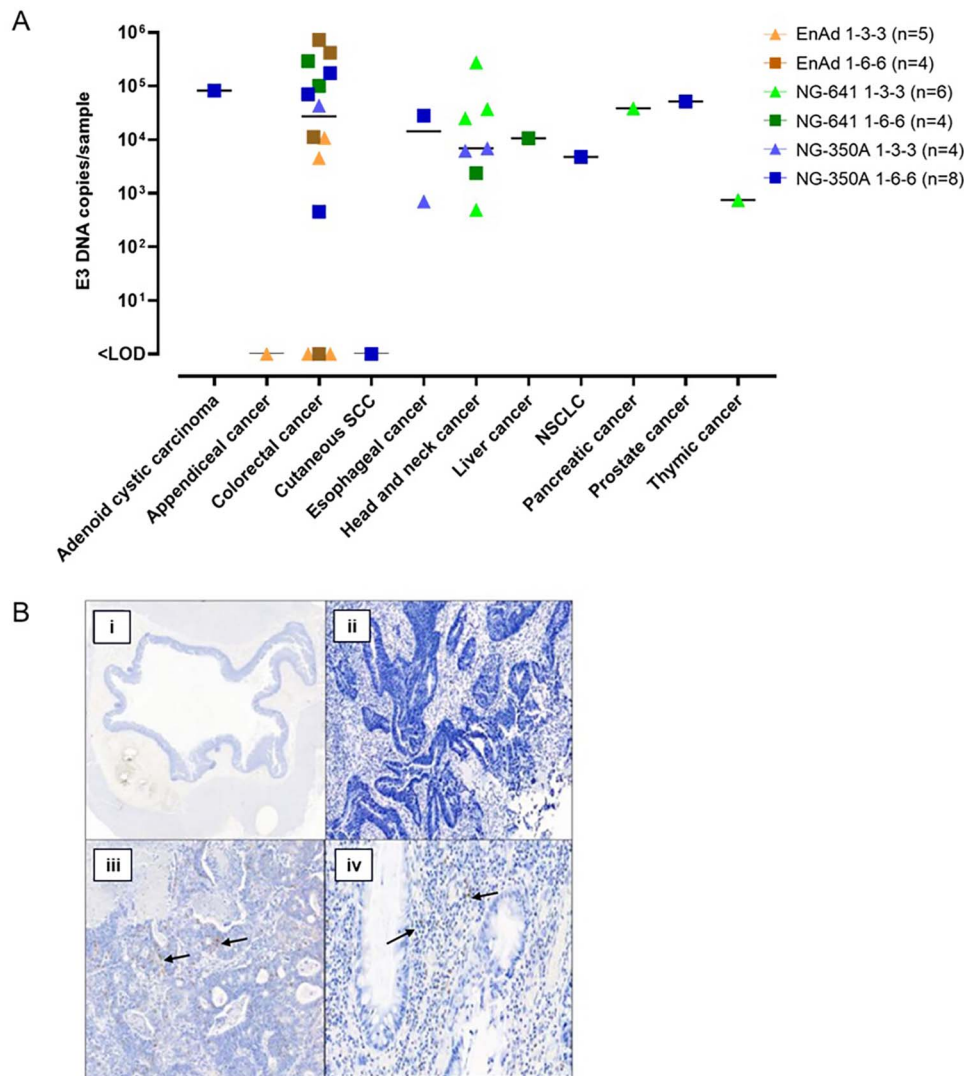 A
10⁶
10⁵
10⁴
10³
10²
10¹
<LOD
E3 DNA copies/sample
EnAd 1-3-3 (n=5)
EnAd 1-6-6 (n=4)
NG-641 1-3-3 (n=6)
NG-641 1-6-6 (n=4)
NG-350A 1-3-3 (n=4)
NG-350A 1-6-6 (n=8)
Adenoid cystic carcinoma
Appendiceal cancer
Colorectal cancer
Cutaneous SCC
Esophageal cancer
Head and neck cancer
Liver cancer
NSCLC
Pancreatic cancer
Prostate cancer
Thymic cancer
B
i
ii
iii
iv